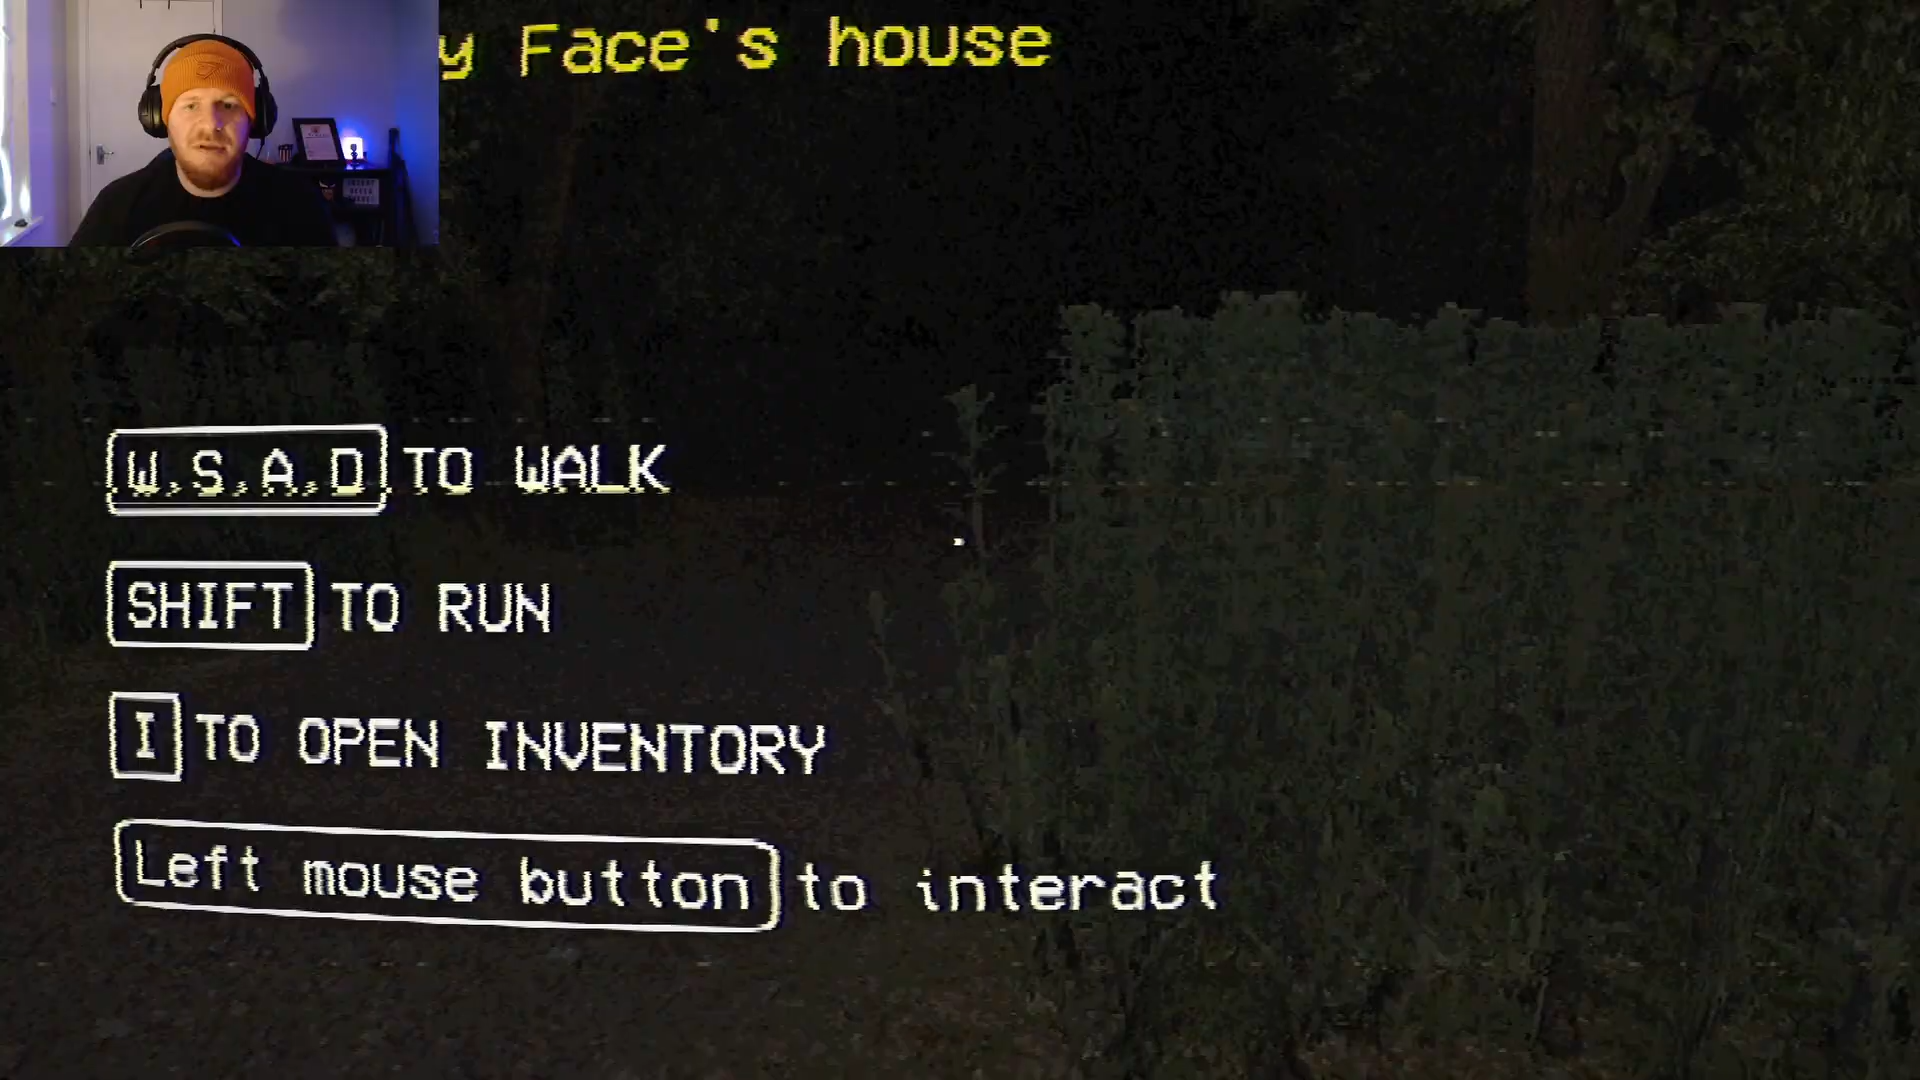 y Face's house
W,S,A,D TO WALK
SHIFT TO RUN
I TO OPEN INVENTORY
Left mouse button to interact